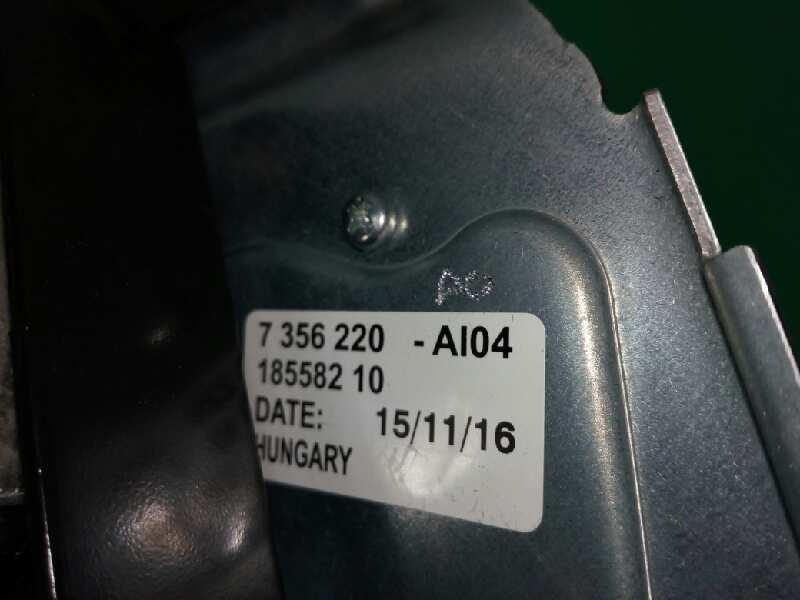 7 356 220 - AI04
185582 10
DATE: 15/11/16
HUNGARY